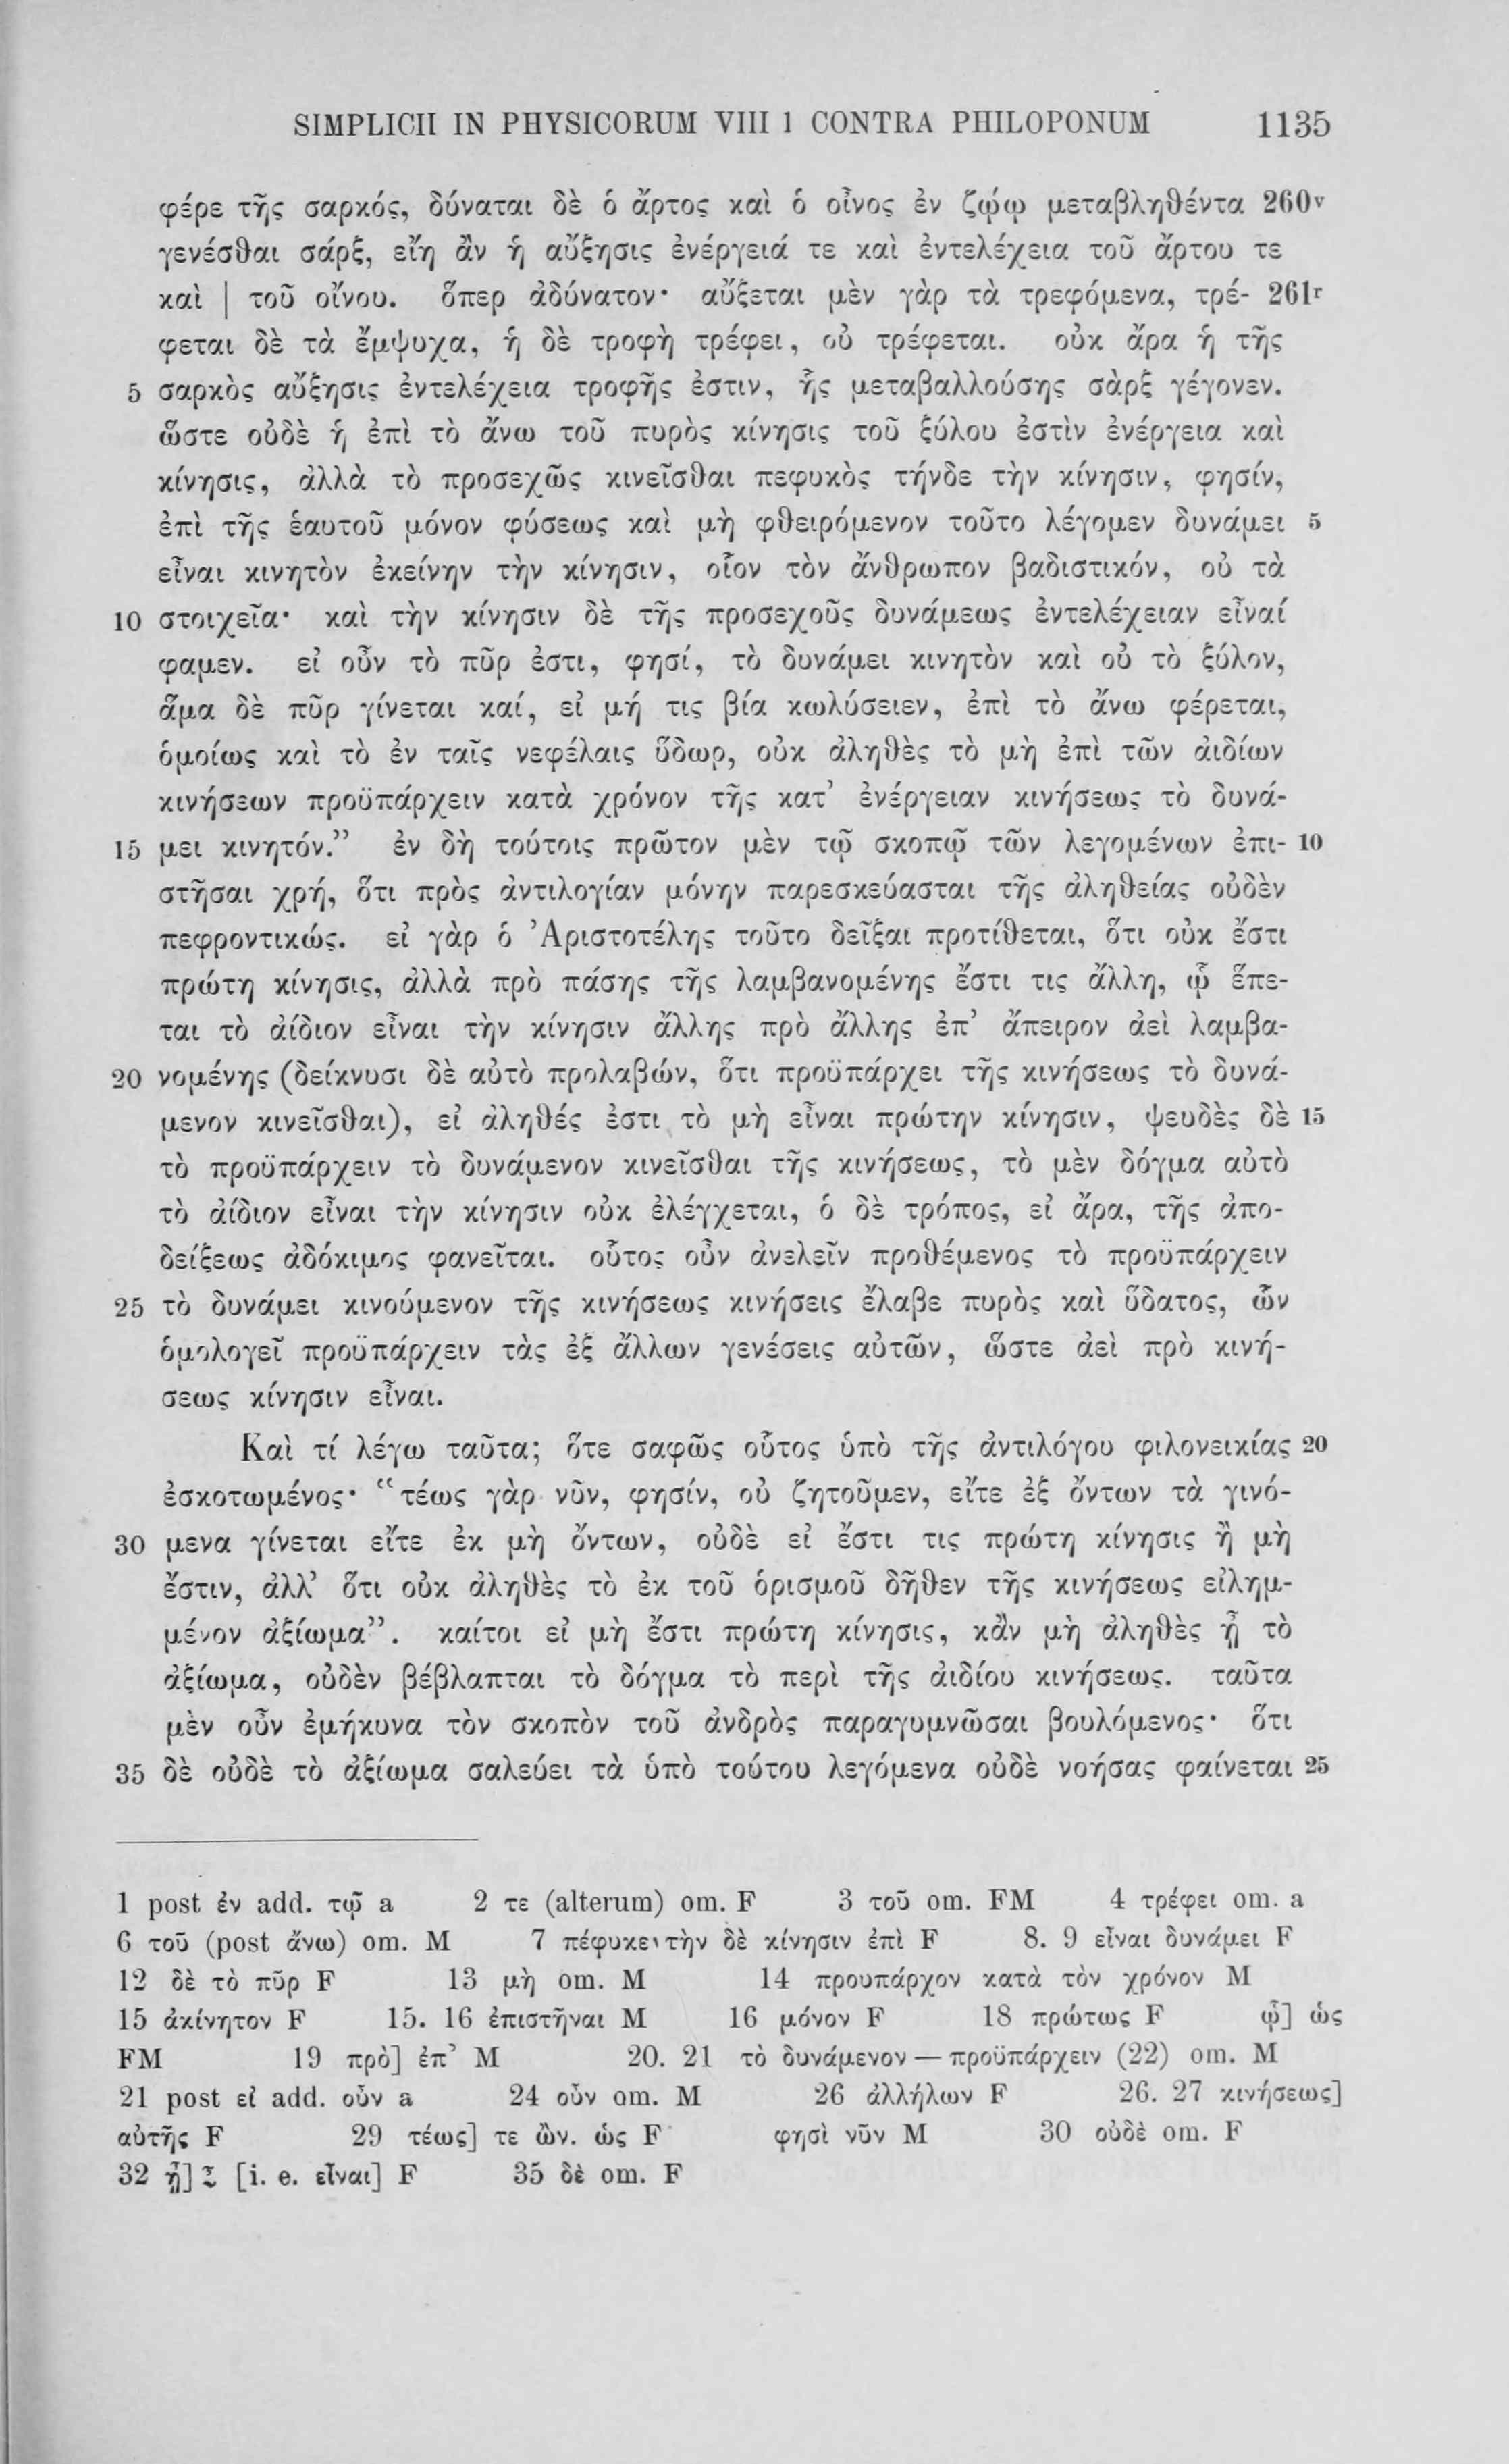 SIMPLICII IN PHYSICORUM VIII 1 CONTRA PHILOPONUM 1135
φέρε τῆς σαρκός, δύναται δὲ ὁ ἄρτος καὶ ὁ οἶνος ἐν ζῴῳ μεταβληθέντα 260v
γενέσθαι σάρξ, εἴη ἂν ἡ αὔξησις ἐνέργειά τε καὶ ἐντελέχεια τοῦ ἄρτου τε
καὶ | τοῦ οἴνου. ὅπερ ἀδύνατον· αὔξεται μὲν γὰρ τὰ τρεφόμενα, τρέ- 261r
φεται δὲ τὰ ἔμψυχα, ἡ δὲ τροφὴ τρέφει, οὐ τρέφεται. οὐκ ἄρα ἡ τῆς
5 σαρκὸς αὔξησις ἐντελέχεια τροφῆς ἐστιν, ἧς μεταβαλλούσης σὰρξ γέγονεν.
ὥστε οὐδὲ ἡ ἐπὶ τὸ ἄνω τοῦ πυρὸς κίνησις τοῦ ξύλου ἐστὶν ἐνέργεια καὶ
κίνησις, ἀλλὰ τὸ προσεχῶς κινεῖσθαι πεφυκὸς τήνδε τὴν κίνησιν, φησίν,
ἐπὶ τῆς ἑαυτοῦ μόνον φύσεως καὶ μὴ φθειρόμενον τοῦτο λέγομεν δυνάμει 5
εἶναι κινητὸν ἐκείνην τὴν κίνησιν, οἷον τὸν ἄνθρωπον βαδιστικόν, οὐ τὰ
10 στοιχεῖα· καὶ τὴν κίνησιν δὲ τῆς προσεχοῦς δυνάμεως ἐντελέχειαν εἶναί
φαμεν. εἰ οὖν τὸ πῦρ ἐστι, φησί, τὸ δυνάμει κινητὸν καὶ οὐ τὸ ξύλον,
ἅμα δὲ πῦρ γίνεται καί, εἰ μή τις βία κωλύσειεν, ἐπὶ τὸ ἄνω φέρεται,
ὁμοίως καὶ τὸ ἐν ταῖς νεφέλαις ὕδωρ, οὐκ ἀληθὲς τὸ μὴ ἐπὶ τῶν ἀιδίων
κινήσεων προϋπάρχειν κατὰ χρόνον τῆς κατ’ ἐνέργειαν κινήσεως τὸ δυνά-
15 μει κινητόν.” ἐν δὴ τούτοις πρῶτον μὲν τῷ σκοπῷ τῶν λεγομένων ἐπι- 10
στῆσαι χρή, ὅτι πρὸς ἀντιλογίαν μόνην παρεσκεύασται τῆς ἀληθείας οὐδὲν
πεφροντικώς. εἰ γὰρ ὁ Ἀριστοτέλης τοῦτο δεῖξαι προτίθεται, ὅτι οὐκ ἔστι
πρώτη κίνησις, ἀλλὰ πρὸ πάσης τῆς λαμβανομένης ἔστι τις ἄλλη, ᾧ ἕπε-
ται τὸ ἀίδιον εἶναι τὴν κίνησιν ἄλλης πρὸ ἄλλης ἐπ’ ἄπειρον ἀεὶ λαμβα-
20 νομένης (δείκνυσι δὲ αὐτὸ προλαβών, ὅτι προϋπάρχει τῆς κινήσεως τὸ δυνά-
μενον κινεῖσθαι), εἰ ἀληθές ἐστι τὸ μὴ εἶναι πρώτην κίνησιν, ψευδὲς δὲ 15
τὸ προϋπάρχειν τὸ δυνάμενον κινεῖσθαι τῆς κινήσεως, τὸ μὲν δόγμα αὐτὸ
τὸ ἀίδιον εἶναι τὴν κίνησιν οὐκ ἐλέγχεται, ὁ δὲ τρόπος, εἰ ἄρα, τῆς ἀπο-
δείξεως ἀδόκιμος φανεῖται. οὗτος οὖν ἀνελεῖν προθέμενος τὸ προϋπάρχειν
25 τὸ δυνάμει κινούμενον τῆς κινήσεως κινήσεις ἔλαβε πυρὸς καὶ ὕδατος, ὧν
ὁμολογεῖ προϋπάρχειν τὰς ἐξ ἄλλων γενέσεις αὐτῶν, ὥστε ἀεὶ πρὸ κινή-
σεως κίνησιν εἶναι.
Καὶ τί λέγω ταῦτα; ὅτε σαφῶς οὗτος ὑπὸ τῆς ἀντιλόγου φιλονεικίας 20
ἐσκοτωμένος· “τέως γὰρ νῦν, φησίν, οὐ ζητοῦμεν, εἴτε ἐξ ὄντων τὰ γινό-
30 μενα γίνεται εἴτε ἐκ μὴ ὄντων, οὐδὲ εἰ ἔστι τις πρώτη κίνησις ἢ μὴ
ἔστιν, ἀλλ’ ὅτι οὐκ ἀληθὲς τὸ ἐκ τοῦ ὁρισμοῦ δῆθεν τῆς κινήσεως εἰλημ-
μένον ἀξίωμα”. καίτοι εἰ μὴ ἔστι πρώτη κίνησις, κἂν μὴ ἀληθὲς ᾖ τὸ
ἀξίωμα, οὐδὲν βέβλαπται τὸ δόγμα τὸ περὶ τῆς ἀιδίου κινήσεως. ταῦτα
μὲν οὖν ἐμήκυνα τὸν σκοπὸν τοῦ ἀνδρὸς παραγυμνῶσαι βουλόμενος· ὅτι
35 δὲ οὐδὲ τὸ ἀξίωμα σαλεύει τὰ ὑπὸ τούτου λεγόμενα οὐδὲ νοήσας φαίνεται 25
1 post ἐν add. τῷ a 2 τε (alterum) om. F 3 τοῦ om. FM 4 τρέφει om. a
6 τοῦ (post ἄνω) om. M 7 πέφυκε τὴν δὲ κίνησιν ἐπὶ F 8. 9 εἶναι δυνάμει F
12 δὲ τὸ πῦρ F 13 μὴ om. M 14 προυπάρχον κατὰ τὸν χρόνον M
15 ἀκίνητον F 15. 16 ἐπιστῆναι M 16 μόνον F 18 πρώτως F ᾧ] ὡς
FM 19 πρὸ] ἐπ’ M 20. 21 τὸ δυνάμενον — προϋπάρχειν (22) om. M
21 post εἰ add. οὖν a 24 οὖν om. M 26 ἀλλήλων F 26. 27 κινήσεως]
αὐτῆς F 29 τέως] τε ὢν. ὡς F φησὶ νῦν M 30 οὐδὲ om. F
32 ᾖ] [i. e. εἶναι] F 35 δὲ om. F